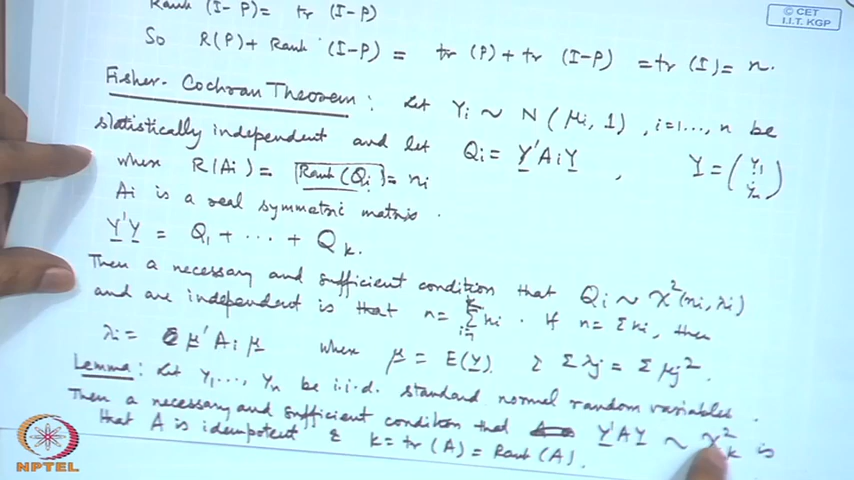 Rank (I-P) = tr (I-P)
© CET
I.I.T. KGP
So R(P) + Rank (I-P) = tr (P) + tr (I-P) = tr (I) = n.
Fisher-Cochran Theorem: Let Yi ~ N (μi, 1), i=1..., n be
statistically independent and let Qi = Y'AiY, Y = (y1 ⋮ yn)
where R(Ai) = Rank(Qi) = ni
Ai is a real symmetric matrix.
Y'Y = Q1 + ... + Qk.
Then a necessary and sufficient condition that Qi ~ χ²(ni, λi)
and are independent is that n = Σ ni. If n = Σni, then
λi = μ'Ai μ where μ = E(Y). & Σλj = Σμj².
Lemma: Let Y1,..., Yn be i.i.d. standard normal random variables.
Then a necessary and sufficient condition that Y'AY ~ χ²k is
that A is idempotent & k = tr(A) = Rank(A).
NPTEL